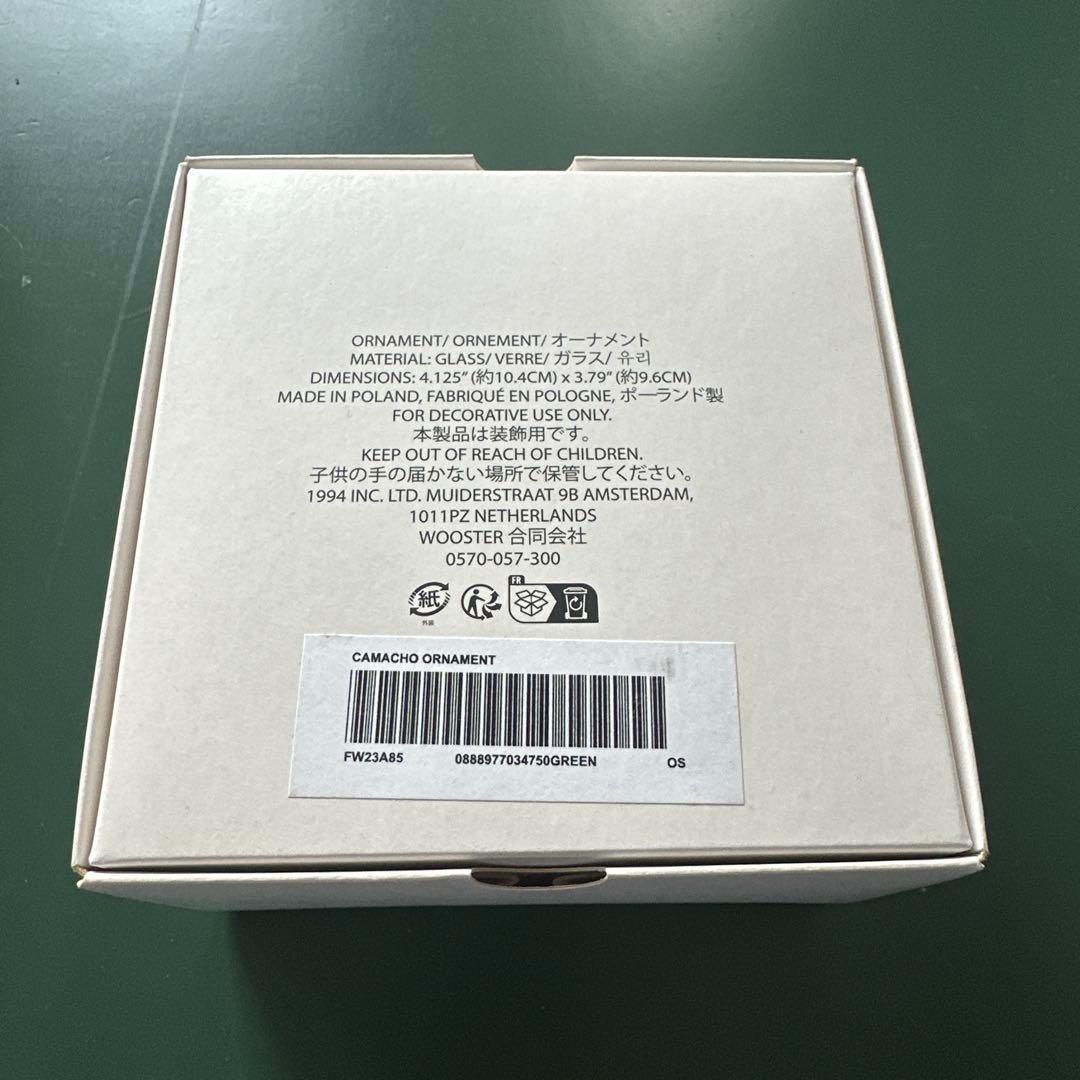 ORNAMENT/ ORNEMENT/ オーナメント
MATERIAL: GLASS/ VERRE/ ガラス/ 유리
DIMENSIONS: 4.125” (約10.4CM) x 3.79” (約9.6CM)
MADE IN POLAND, FABRIQUÉ EN POLOGNE, ポーランド製
FOR DECORATIVE USE ONLY.
本製品は装飾用です。
KEEP OUT OF REACH OF CHILDREN.
子供の手の届かない場所で保管してください。
1994 INC. LTD. MUIDERSTRAAT 9B AMSTERDAM,
1011PZ NETHERLANDS
WOOSTER 合同会社
0570-057-300
紙 FR
外装
CAMACHO ORNAMENT
FW23A85 0888977034750GREEN OS